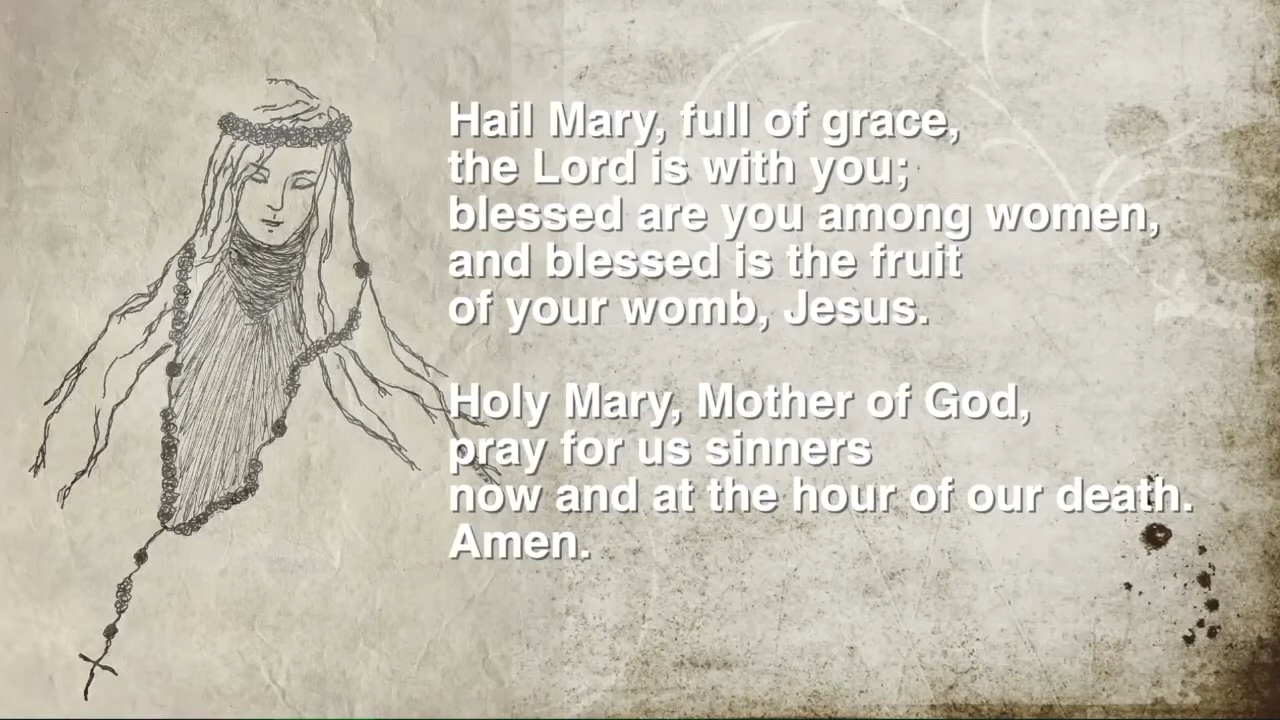 Hail Mary, full of grace,
the Lord is with you;
blessed are you among women,
and blessed is the fruit
of your womb, Jesus.
Holy Mary, Mother of God,
pray for us sinners
now and at the hour of our death.
Amen.